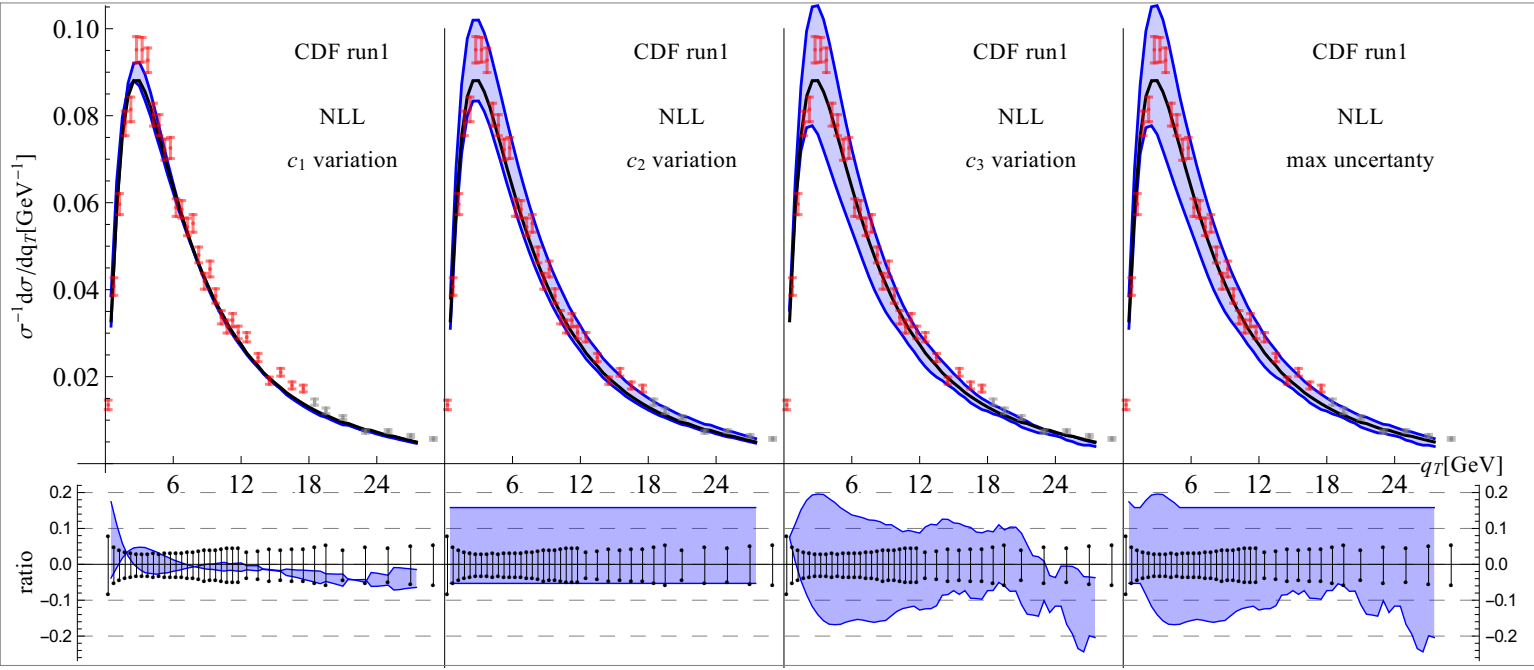 CDF run1
NLL
c₁ variation
CDF run1
NLL
c₂ variation
CDF run1
NLL
c₃ variation
CDF run1
NLL
max uncertanty
σ⁻¹dσ/dq_T[GeV⁻¹]
0.10
0.08
0.06
0.04
0.02
6 12 18 24
6 12 18 24
6 12 18 24
6 12 18 24
q_T[GeV]
ratio
0.2
0.1
0.0
−0.1
−0.2
0.2
0.1
0.0
−0.1
−0.2